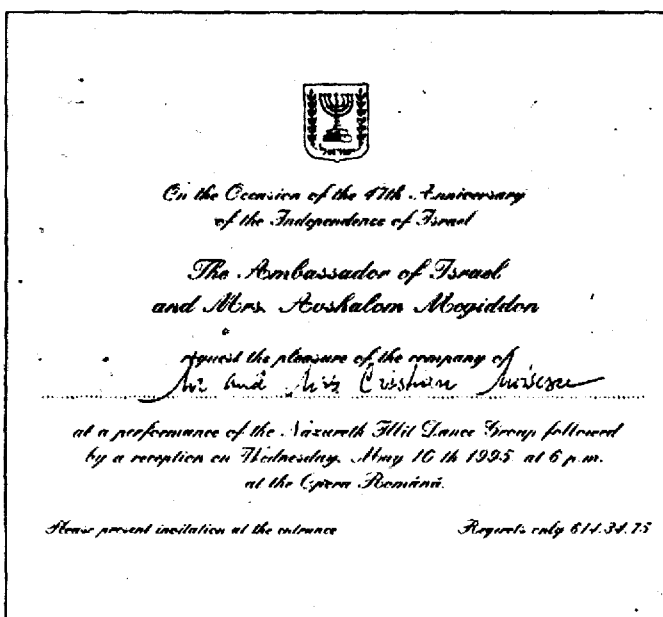 ישראל
On the Occasion of the 47th Anniversary
of the Independence of Israel
The Ambassador of Israel
and Mrs. Avshalom Megiddon
request the pleasure of the company of
Mr and Mrs Cristian
at a performance of the Nazareth Illit Dance Group followed
by a reception on Wednesday, May 10 th 1995 at 6 p.m.
at the Opera Română.
Please present invitation at the entrance
Regrets only 614.34.75